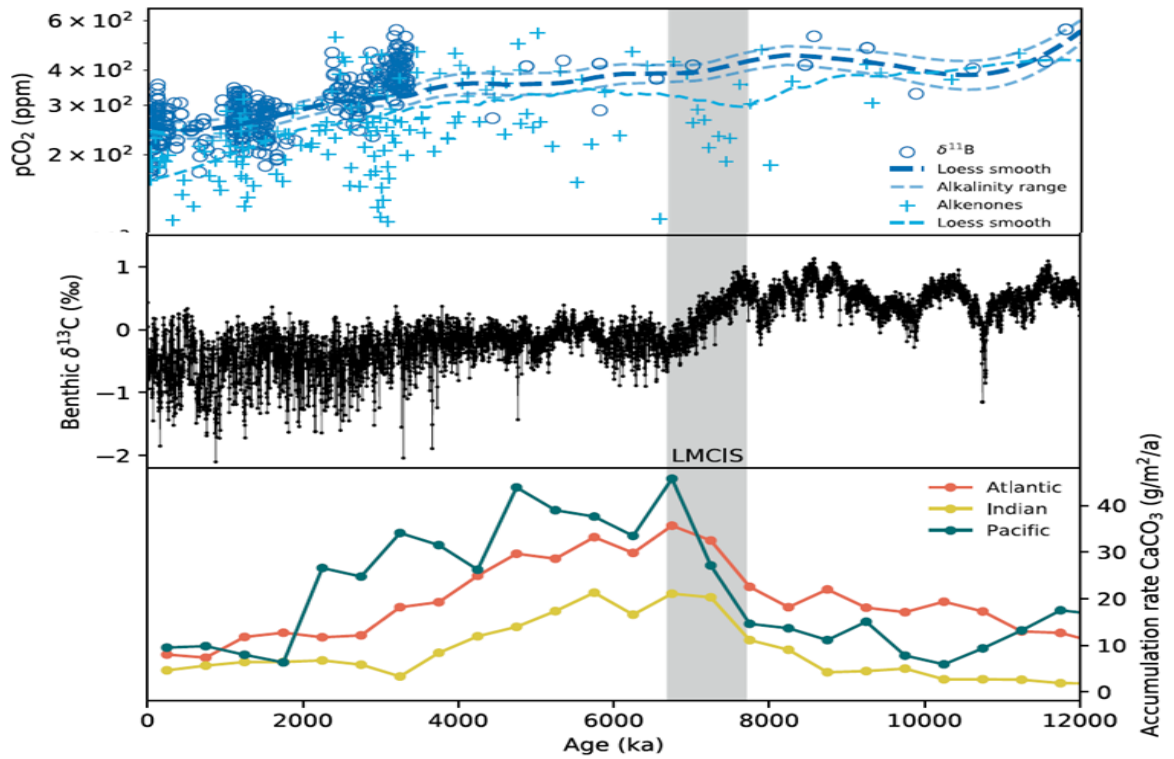 6 × 10²
4 × 10²
3 × 10²
2 × 10²
pCO₂ (ppm)
δ¹¹B
Loess smooth
Alkalinity range
Alkenones
Loess smooth
1
0
−1
−2
Benthic δ¹³C (‰)
LMCIS
Atlantic
Indian
Pacific
40
30
20
10
0
Accumulation rate CaCO₃ (g/m²/a)
0
2000
4000
6000
8000
10000
12000
Age (ka)